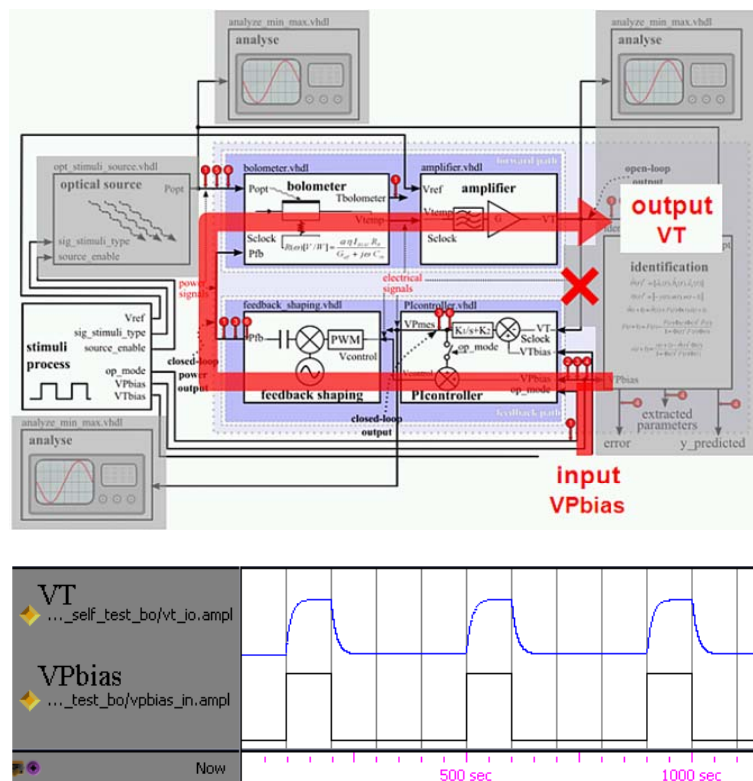 analyze_min_max.vhdl
analyse
analyze_min_max.vhdl
analyse
opt_stimuli_source.vhdl
optical source
Popt
sig_stimuli_type
source_enable
forward path
bolometer.vhdl
Popt
bolometer
Tbolometer
Vtemp
Sclock
Pfb
amplifier.vhdl
Vref
amplifier
Vtemp
G
VT
Sclock
open-loop
output
output
VT
identification
power
signals
electrical
signals
stimuli
process
Vref
sig_stimuli_type
source_enable
op_mode
VPbias
VTbias
feedback_shaping.vhdl
Pfb
PWM
Vcontrol
feedback shaping
closed-loop
power
output
PIcontroller.vhdl
VPmes
K1/s+K2
VT
Sclock
VTbias
op_mode
VPbias
Vcontrol
op_mode
PIcontroller
VPbias
closed-loop
output
feedback path
analyze_min_max.vhdl
analyse
extracted
parameters
error
y_predicted
input
VPbias
VT
..._self_test_bo/vt_io.ampl
VPbias
..._test_bo/vpbias_in.ampl
Now
500 sec
1000 sec